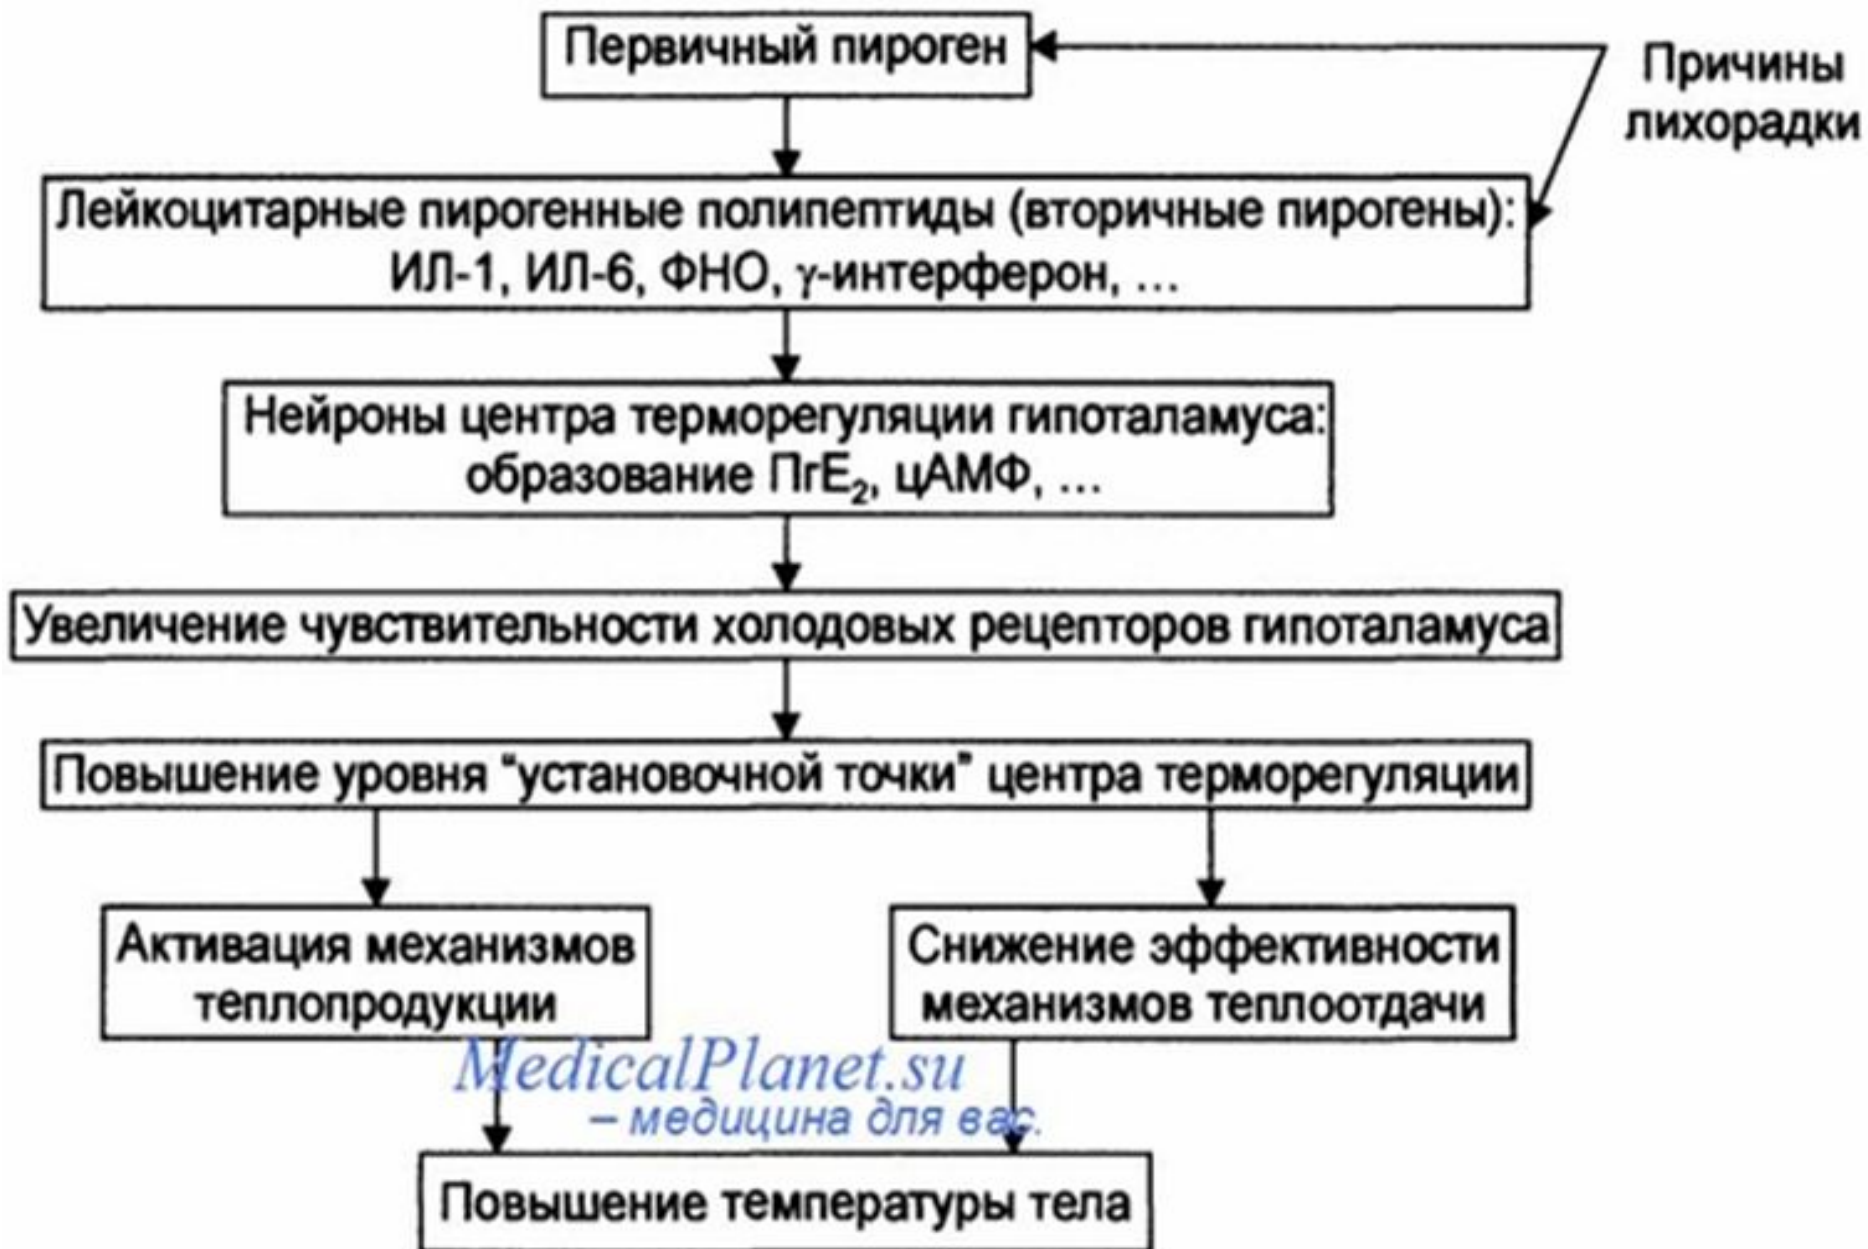 Первичный пироген
Причины
лихорадки
Лейкоцитарные пирогенные полипептиды (вторичные пирогены):
ИЛ-1, ИЛ-6, ФНО, γ-интерферон, ...
Нейроны центра терморегуляции гипоталамуса:
образование ПгЕ₂, цАМФ, ...
Увеличение чувствительности холодовых рецепторов гипоталамуса
Повышение уровня “установочной точки” центра терморегуляции
Активация механизмов
теплопродукции
Снижение эффективности
механизмов теплоотдачи
MedicalPlanet.su
– медицина для вас.
Повышение температуры тела